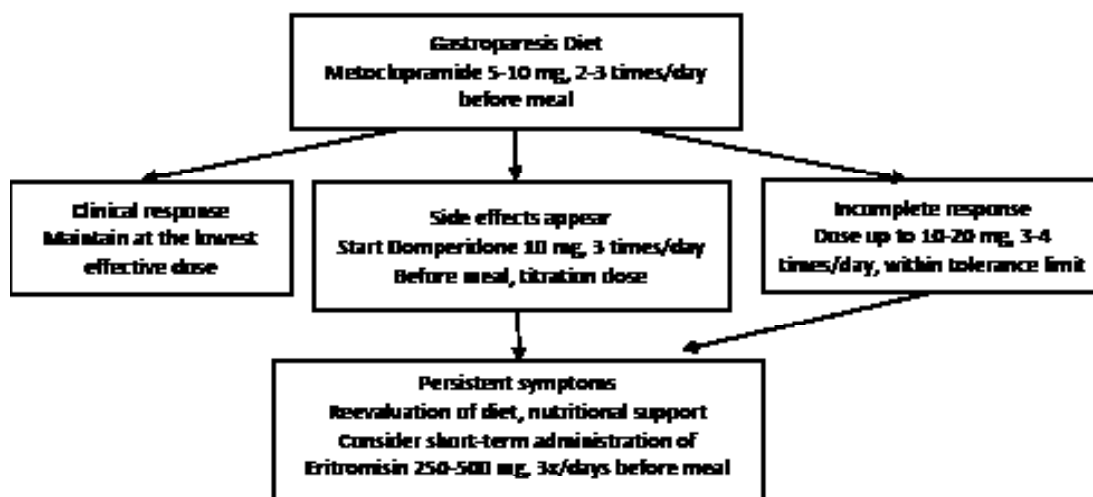 Gastroparesis Diet
Metoclopramide 5-10 mg, 2-3 times/day
before meal
Clinical response
Maintain at the lowest
effective dose
Side effects appear
Start Domperidone 10 mg, 3 times/day
Before meal, titration dose
Incomplete response
Dose up to 10-20 mg, 3-4
times/day, within tolerance limit
Persistent symptoms
Reevaluation of diet, nutritional support
Consider short-term administration of
Eritromisin 250-500 mg, 3x/days before meal